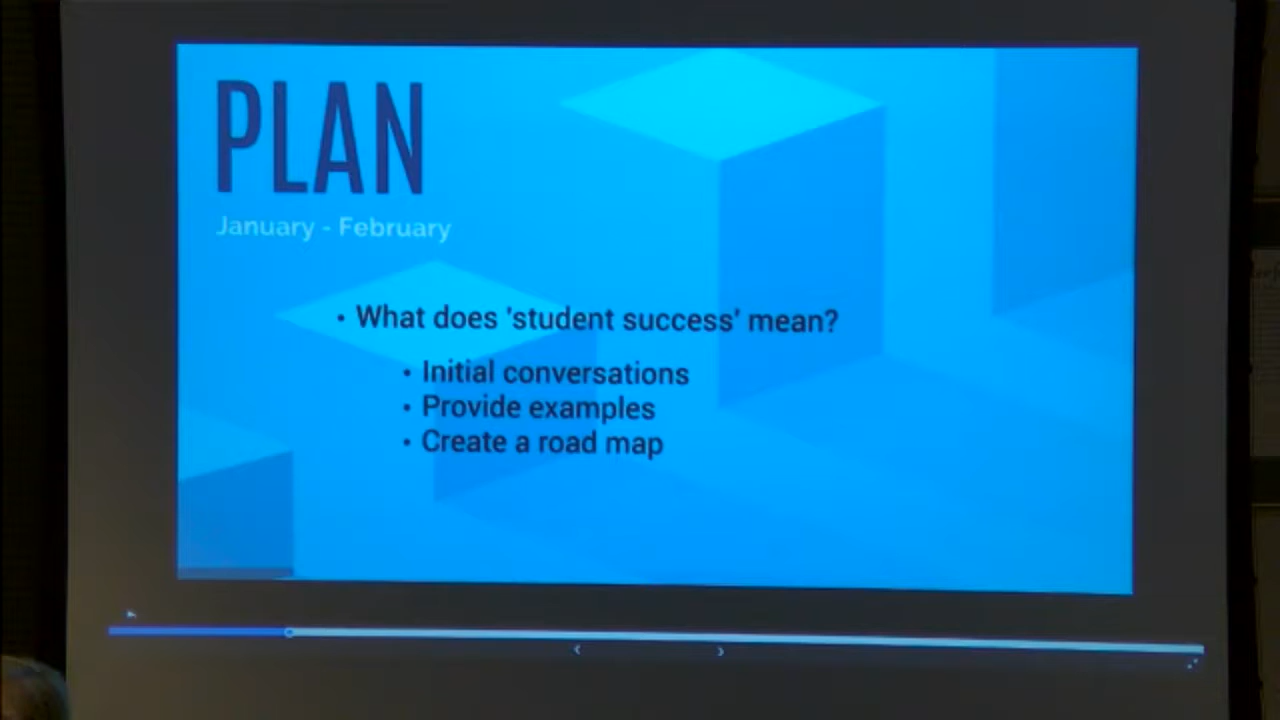 PLAN
January - February
• What does 'student success' mean?
• Initial conversations
• Provide examples
• Create a road map